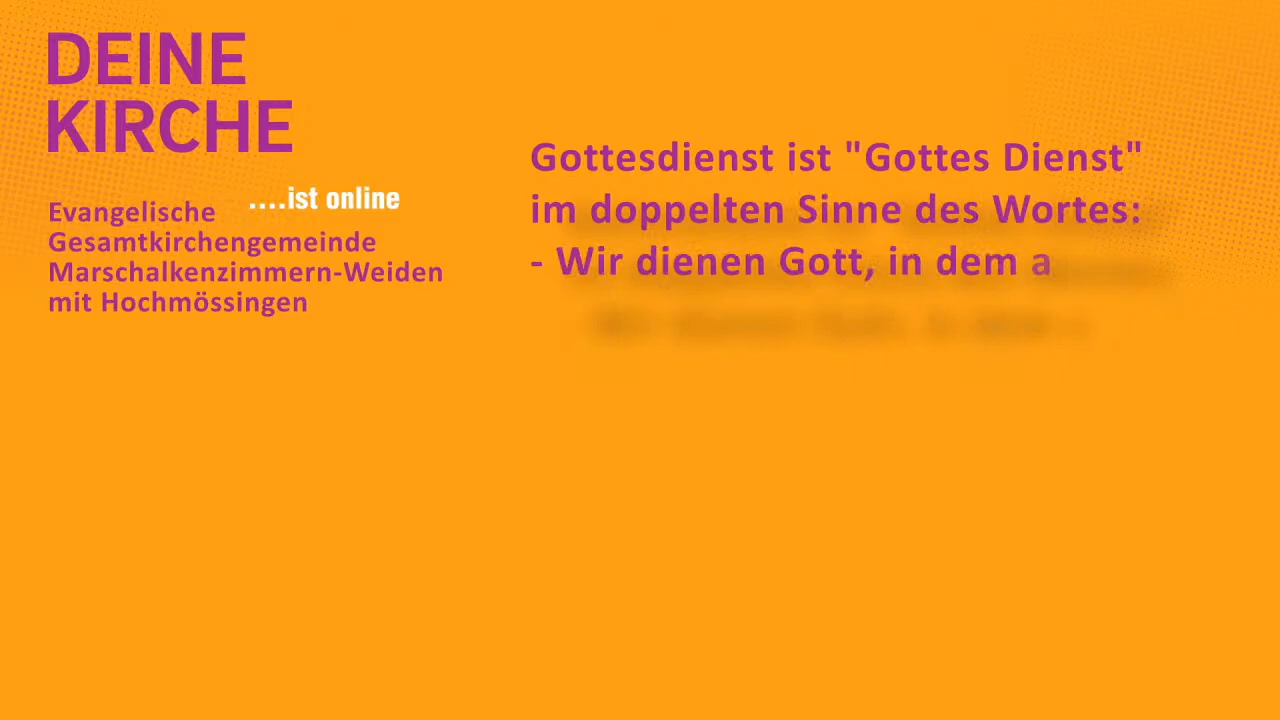 DEINE
KIRCHE
....ist online
Evangelische
Gesamtkirchengemeinde
Marschalkenzimmern-Weiden
mit Hochmössingen
Gottesdienst ist "Gottes Dienst"
im doppelten Sinne des Wortes:
- Wir dienen Gott, in dem a